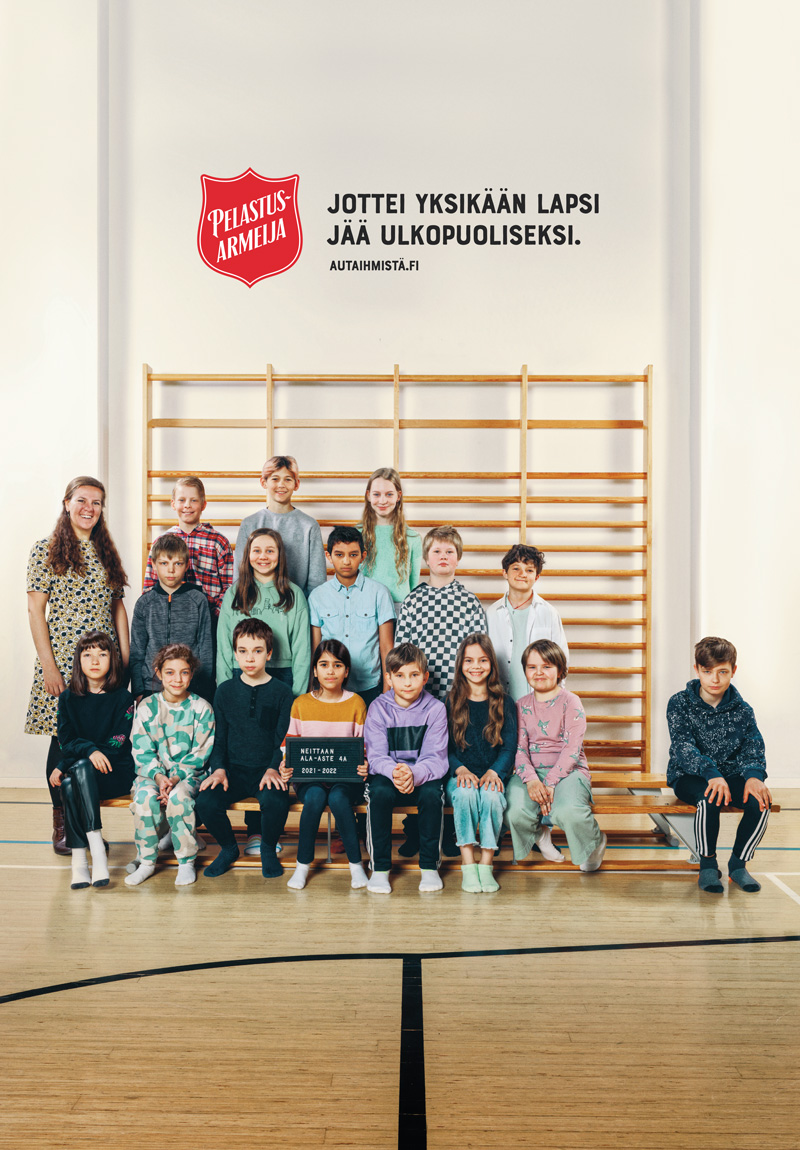 PELASTUS-
ARMEIJA
JOTTEI YKSIKÄÄN LAPSI
JÄÄ ULKOPUOLISEKSI.
AUTAIHMISTÄ.FI
NEITTAAN
ALA-ASTE 4A
2021-2022